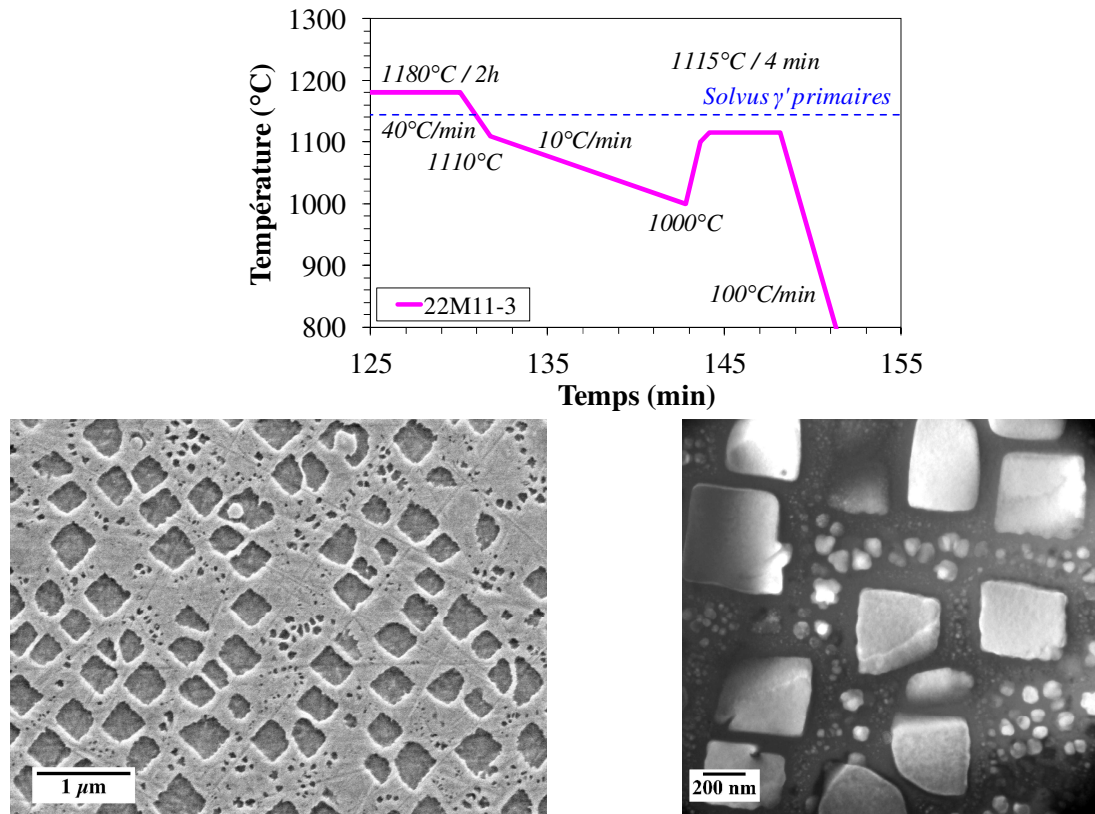 1300
1200
1100
1000
900
800
Température (°C)
1180°C / 2h
1115°C / 4 min
Solvus γ' primaires
40°C/min
10°C/min
1110°C
1000°C
100°C/min
22M11-3
125
135
145
155
Temps (min)
1 µm
200 nm